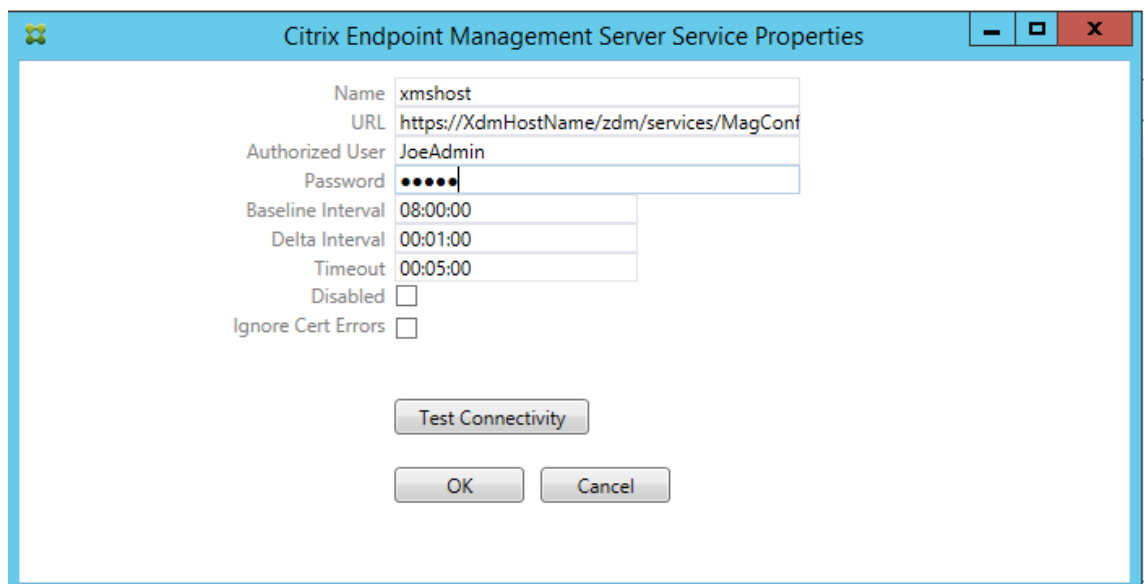 Citrix Endpoint Management Server Service Properties
Name xmshost
URL https://XdmHostName/zdm/services/MagConf
Authorized User JoeAdmin
Password •••••
Baseline Interval 08:00:00
Delta Interval 00:01:00
Timeout 00:05:00
Disabled
Ignore Cert Errors
Test Connectivity
OK Cancel